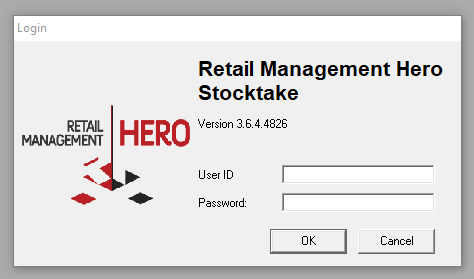 Login
Retail Management Hero
Stocktake
Version 3.6.4.4826
RETAIL
MANAGEMENT
HERO
User ID
Password:
OK
Cancel